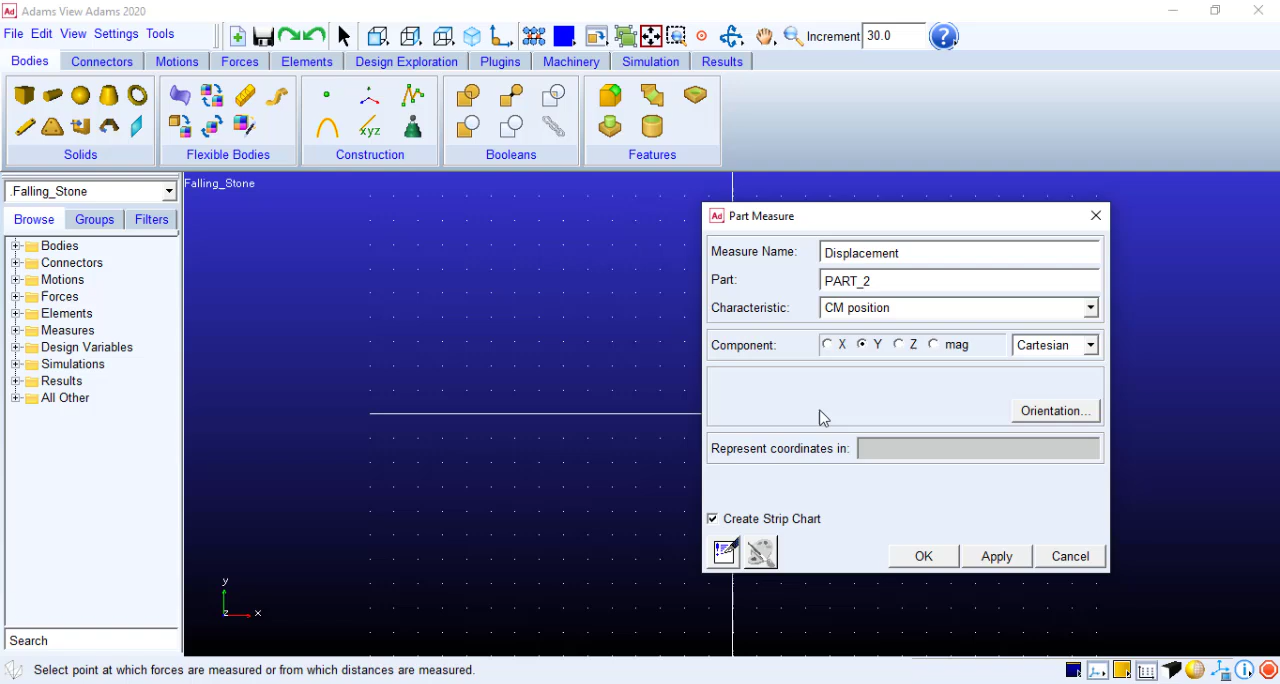 Ad Adams View Adams 2020
File Edit View Settings Tools
Increment 30.0 ?
Bodies Connectors Motions Forces Elements Design Exploration Plugins Machinery Simulation Results
xyz
Solids Flexible Bodies Construction Booleans Features
.Falling_Stone
Falling_Stone
Browse Groups Filters
Bodies
Connectors
Motions
Forces
Elements
Measures
Design Variables
Simulations
Results
All Other
Ad Part Measure
Measure Name: Displacement
Part: PART_2
Characteristic: CM position
Component: X Y Z mag Cartesian
Orientation...
Represent coordinates in:
Create Strip Chart
OK Apply Cancel
y
z x
Search
Select point at which forces are measured or from which distances are measured.